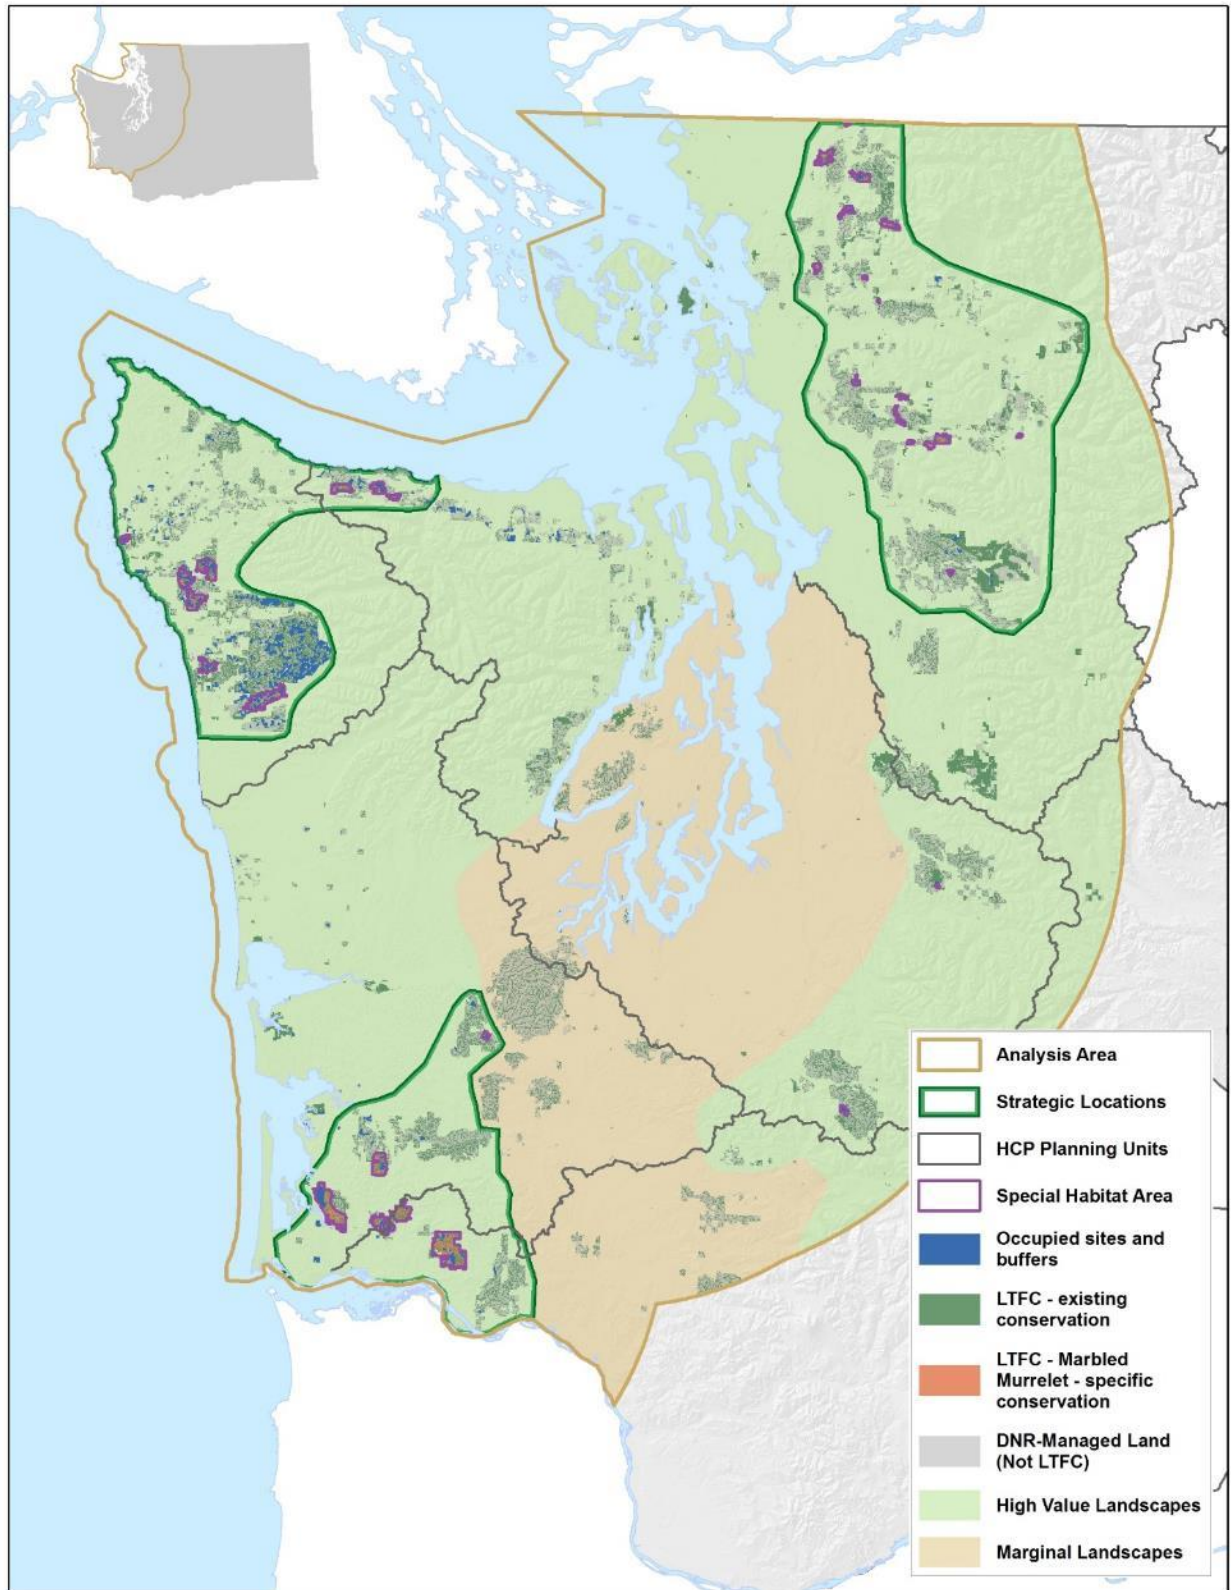 Analysis Area
Strategic Locations
HCP Planning Units
Special Habitat Area
Occupied sites and
buffers
LTFC - existing
conservation
LTFC - Marbled
Murrelet - specific
conservation
DNR-Managed Land
(Not LTFC)
High Value Landscapes
Marginal Landscapes